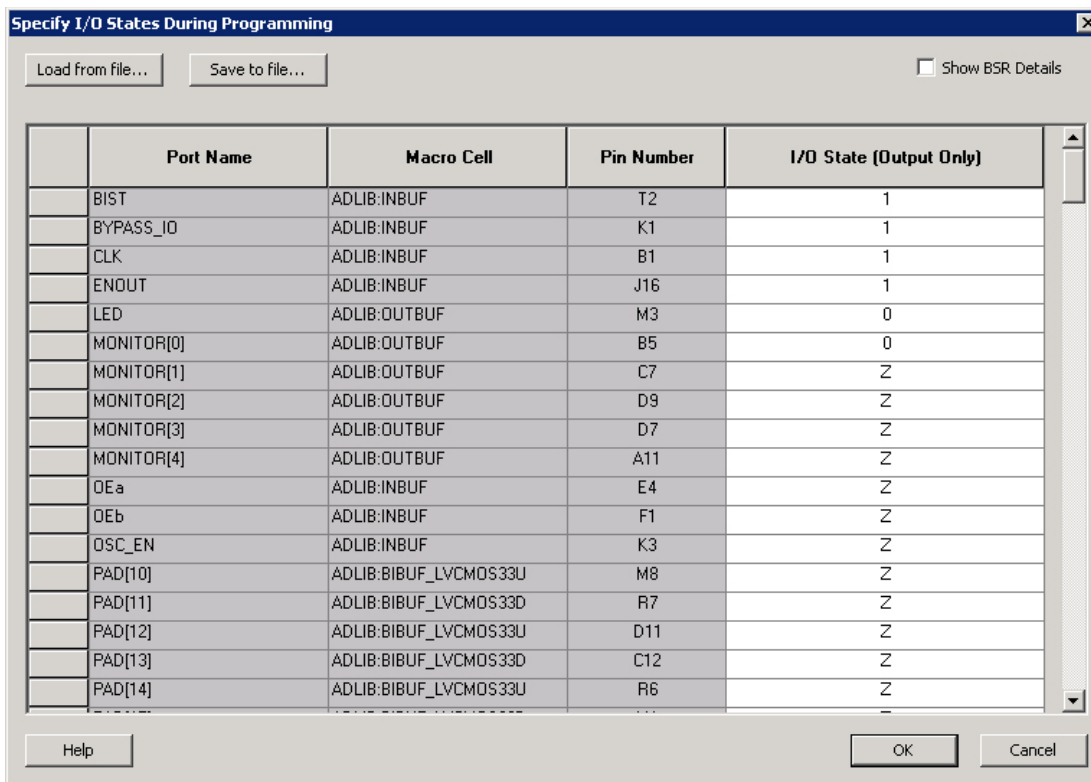 Specify I/O States During Programming
Load from file... Save to file... Show BSR Details
Port Name Macro Cell Pin Number I/O State (Output Only)
BIST ADLIB:INBUF T2 1
BYPASS_IO ADLIB:INBUF K1 1
CLK ADLIB:INBUF B1 1
ENOUT ADLIB:INBUF J16 1
LED ADLIB:OUTBUF M3 0
MONITOR[0] ADLIB:OUTBUF B5 0
MONITOR[1] ADLIB:OUTBUF C7 Z
MONITOR[2] ADLIB:OUTBUF D9 Z
MONITOR[3] ADLIB:OUTBUF D7 Z
MONITOR[4] ADLIB:OUTBUF A11 Z
OEa ADLIB:INBUF E4 Z
OEb ADLIB:INBUF F1 Z
OSC_EN ADLIB:INBUF K3 Z
PAD[10] ADLIB:BIBUF_LVCMOS33U M8 Z
PAD[11] ADLIB:BIBUF_LVCMOS33D R7 Z
PAD[12] ADLIB:BIBUF_LVCMOS33U D11 Z
PAD[13] ADLIB:BIBUF_LVCMOS33D C12 Z
PAD[14] ADLIB:BIBUF_LVCMOS33U R6 Z
Help OK Cancel